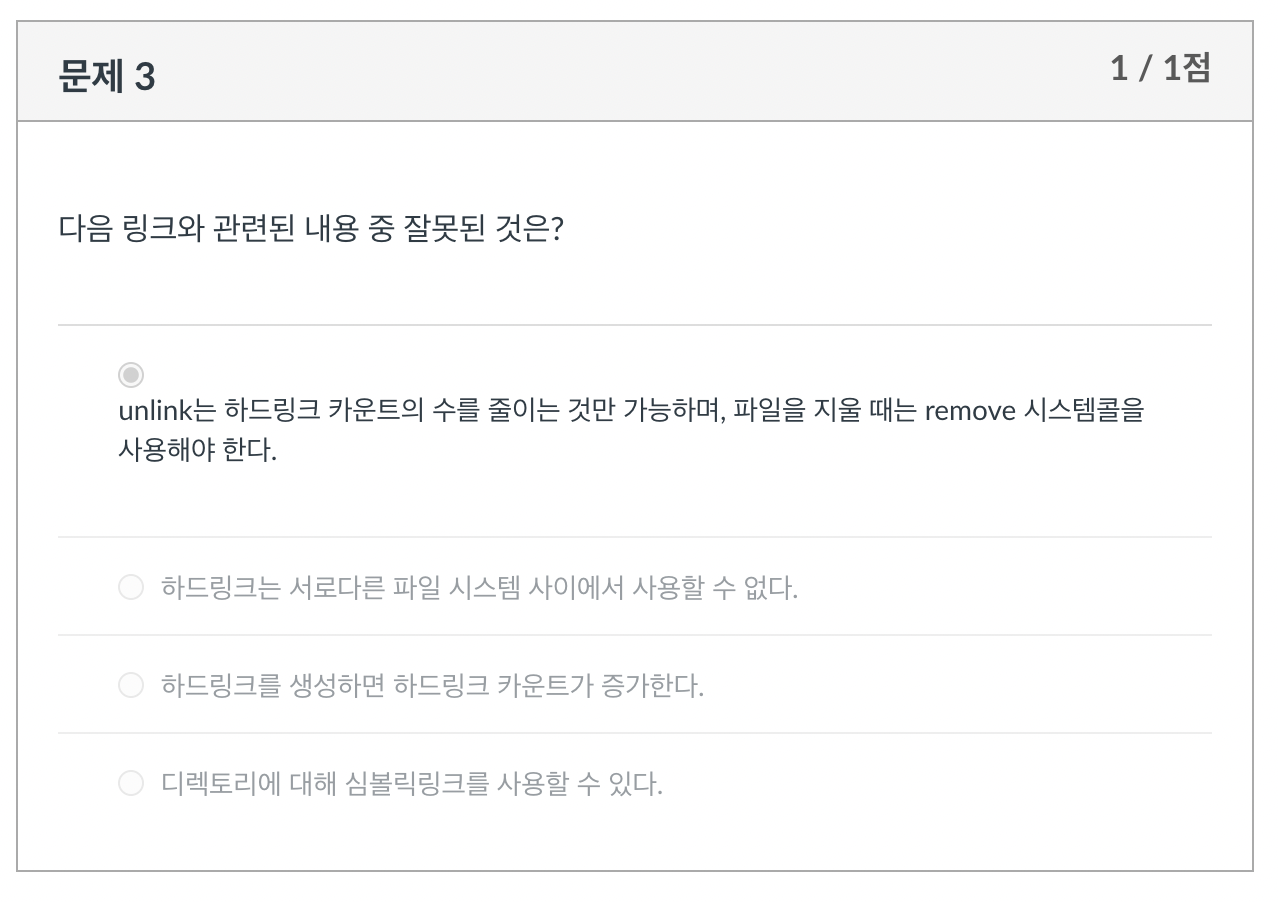 문제 3
1 / 1점
다음 링크와 관련된 내용 중 잘못된 것은?
unlink는 하드링크 카운트의 수를 줄이는 것만 가능하며, 파일을 지울 때는 remove 시스템콜을
사용해야 한다.
하드링크는 서로다른 파일 시스템 사이에서 사용할 수 없다.
하드링크를 생성하면 하드링크 카운트가 증가한다.
디렉토리에 대해 심볼릭링크를 사용할 수 있다.